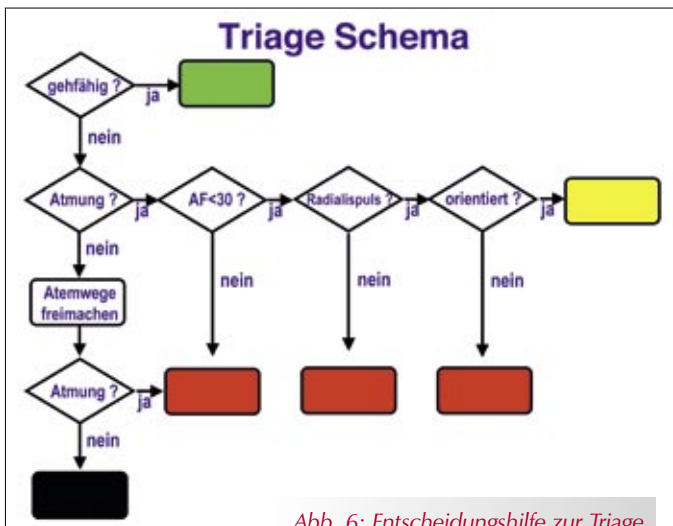 Triage Schema
gehfähig ?
ja
nein
Atmung ?
ja
AF<30 ?
ja
Radialispuls ?
ja
orientiert ?
ja
nein
nein
nein
nein
Atemwege
freimachen
Atmung ?
ja
nein
Abb. 6: Entscheidungshilfe zur Triage